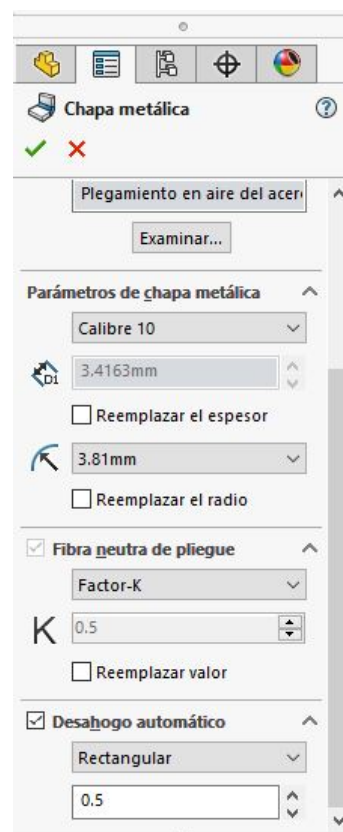 Chapa metálica
Plegamiento en aire del acer
Examinar...
Parámetros de chapa metálica
Calibre 10
D1
3.4163mm
Reemplazar el espesor
3.81mm
Reemplazar el radio
Fibra neutra de pliegue
Factor-K
K
0.5
Reemplazar valor
Desahogo automático
Rectangular
0.5